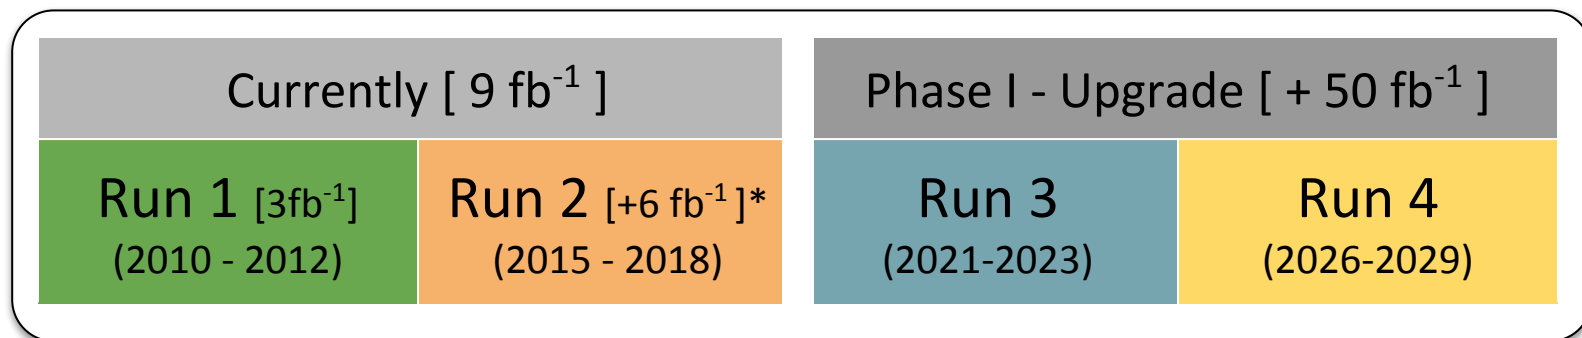 Currently [ 9 fb⁻¹ ]
Phase I - Upgrade [ + 50 fb⁻¹ ]
Run 1 [3fb⁻¹]
(2010 - 2012)
Run 2 [+6 fb⁻¹ ]*
(2015 - 2018)
Run 3
(2021-2023)
Run 4
(2026-2029)